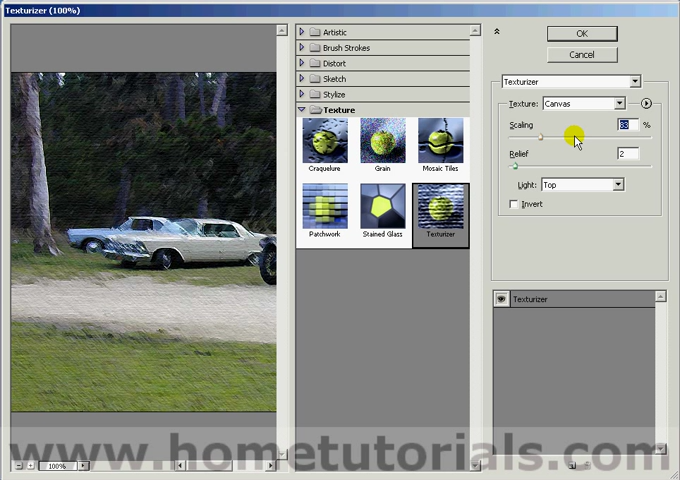 Texturizer (100%)
Artistic
Brush Strokes
Distort
Sketch
Stylize
Texture
Craquelure
Grain
Mosaic Tiles
Patchwork
Stained Glass
Texturizer
OK
Cancel
Texturizer
Texture: Canvas
Scaling 83 %
Relief 2
Light: Top
Invert
Texturizer
100%
www.hometutorials.com